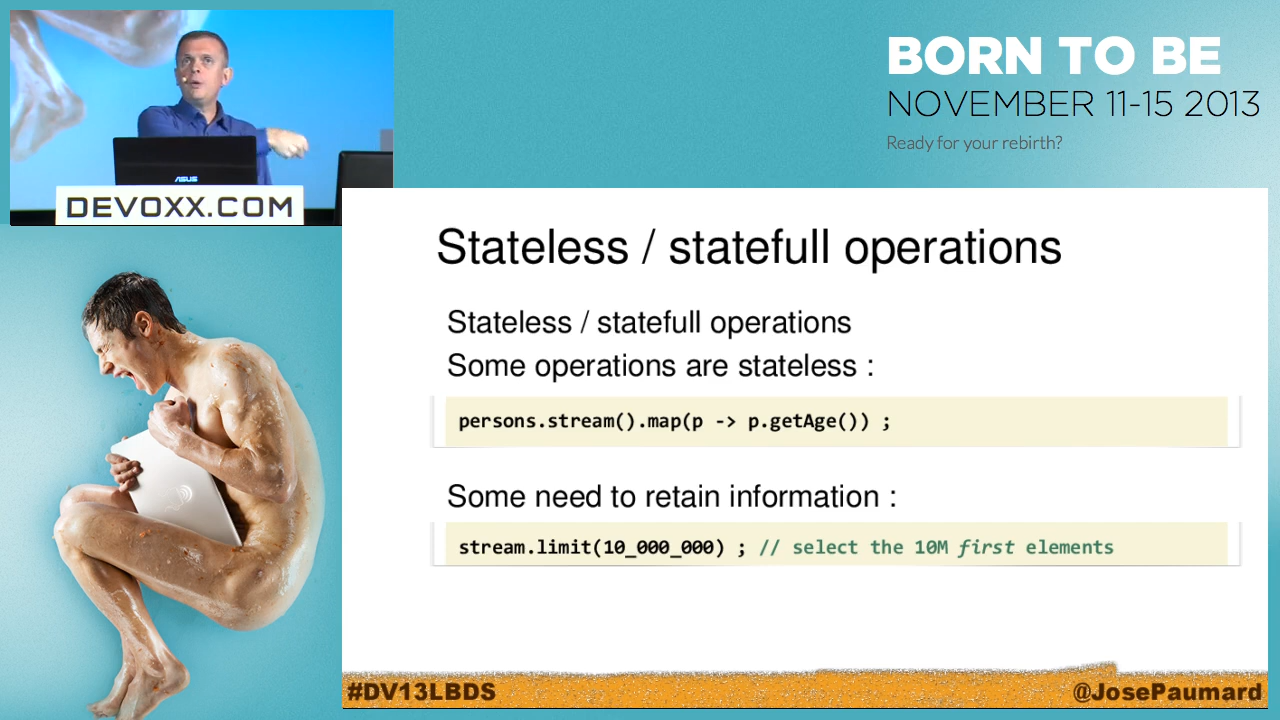 BORN TO BE
NOVEMBER 11-15 2013
Ready for your rebirth?
ASUS
DEVOXX.COM
Stateless / statefull operations
Stateless / statefull operations
Some operations are stateless :
persons.stream().map(p -> p.getAge()) ;
Some need to retain information :
stream.limit(10_000_000) ; // select the 10M first elements
#DV13LBDS
@JosePaumard